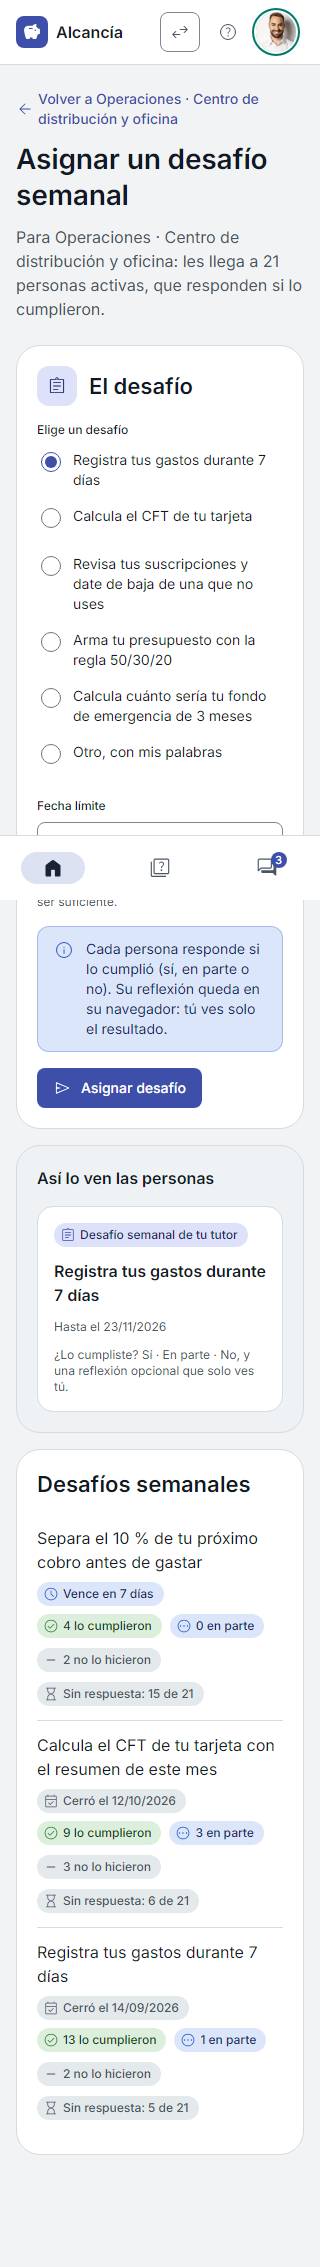 Alcancía
Volver a Operaciones · Centro de
distribución y oficina
Asignar un desafío
semanal
Para Operaciones · Centro de
distribución y oficina: les llega a 21
personas activas, que responden si lo
cumplieron.
El desafío
Elige un desafío
Registra tus gastos durante 7
días
Calcula el CFT de tu tarjeta
Revisa tus suscripciones y
date de baja de una que no
uses
Arma tu presupuesto con la
regla 50/30/20
Calcula cuánto sería tu fondo
de emergencia de 3 meses
Otro, con mis palabras
Fecha límite
3
ser suficiente.
Cada persona responde si
lo cumplió (sí, en parte o
no). Su reflexión queda en
su navegador: tú ves solo
el resultado.
Asignar desafío
Así lo ven las personas
Desafío semanal de tu tutor
Registra tus gastos durante
7 días
Hasta el 23/11/2026
¿Lo cumpliste? Sí · En parte · No, y
una reflexión opcional que solo ves
tú.
Desafíos semanales
Separa el 10 % de tu próximo
cobro antes de gastar
Vence en 7 días
4 lo cumplieron
0 en parte
2 no lo hicieron
Sin respuesta: 15 de 21
Calcula el CFT de tu tarjeta con
el resumen de este mes
Cerró el 12/10/2026
9 lo cumplieron
3 en parte
3 no lo hicieron
Sin respuesta: 6 de 21
Registra tus gastos durante 7
días
Cerró el 14/09/2026
13 lo cumplieron
1 en parte
2 no lo hicieron
Sin respuesta: 5 de 21